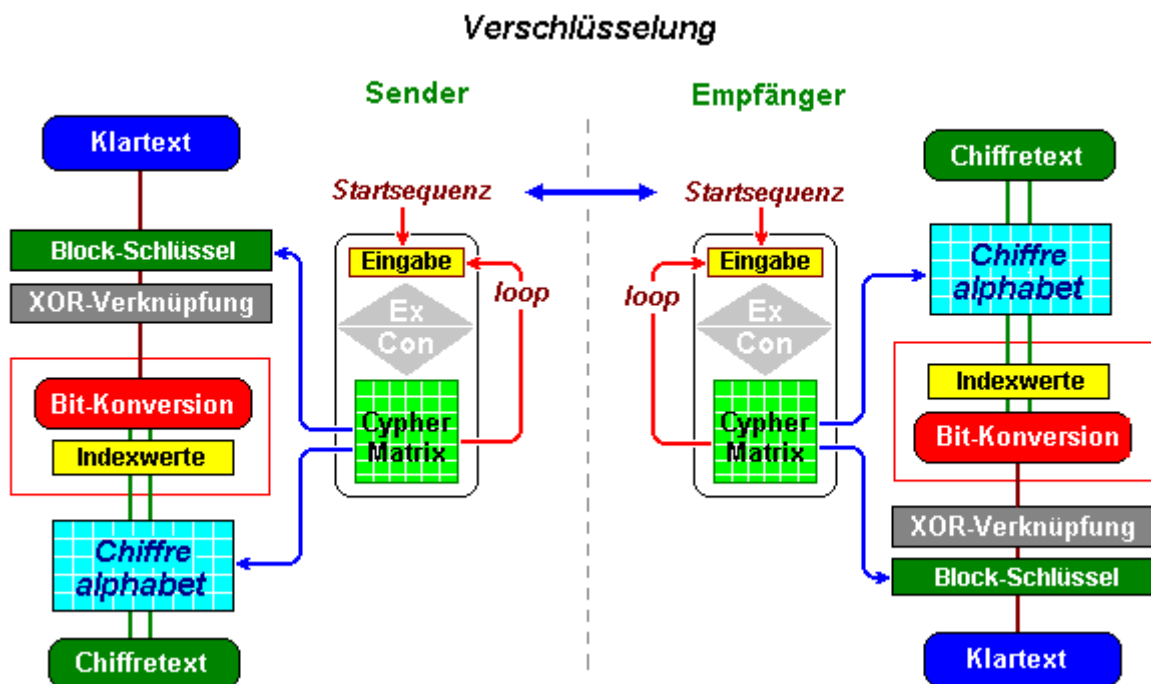 Verschlüsselung
Sender
Klartext
Startsequenz
Block-Schlüssel
Eingabe
XOR-Verknüpfung
loop
Ex
Con
Bit-Konversion
Cypher
Matrix
Indexwerte
Chiffre
alphabet
Chiffretext
Empfänger
Chiffretext
Startsequenz
Eingabe
Chiffre
alphabet
loop
Ex
Con
Indexwerte
Cypher
Matrix
Bit-Konversion
XOR-Verknüpfung
Block-Schlüssel
Klartext